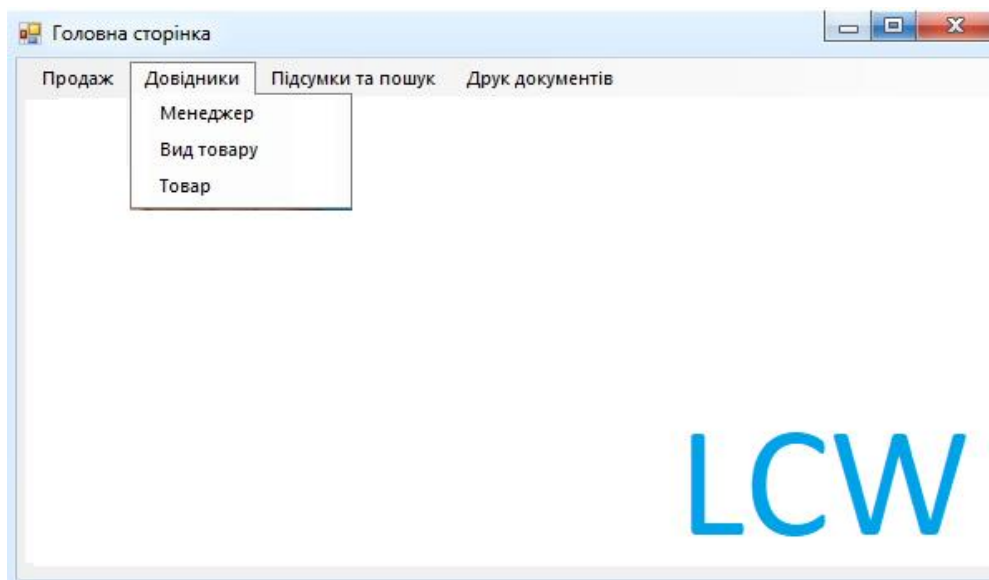 Головна сторінка
Продаж Довідники Підсумки та пошук Друк документів
Менеджер
Вид товару
Товар
LCW